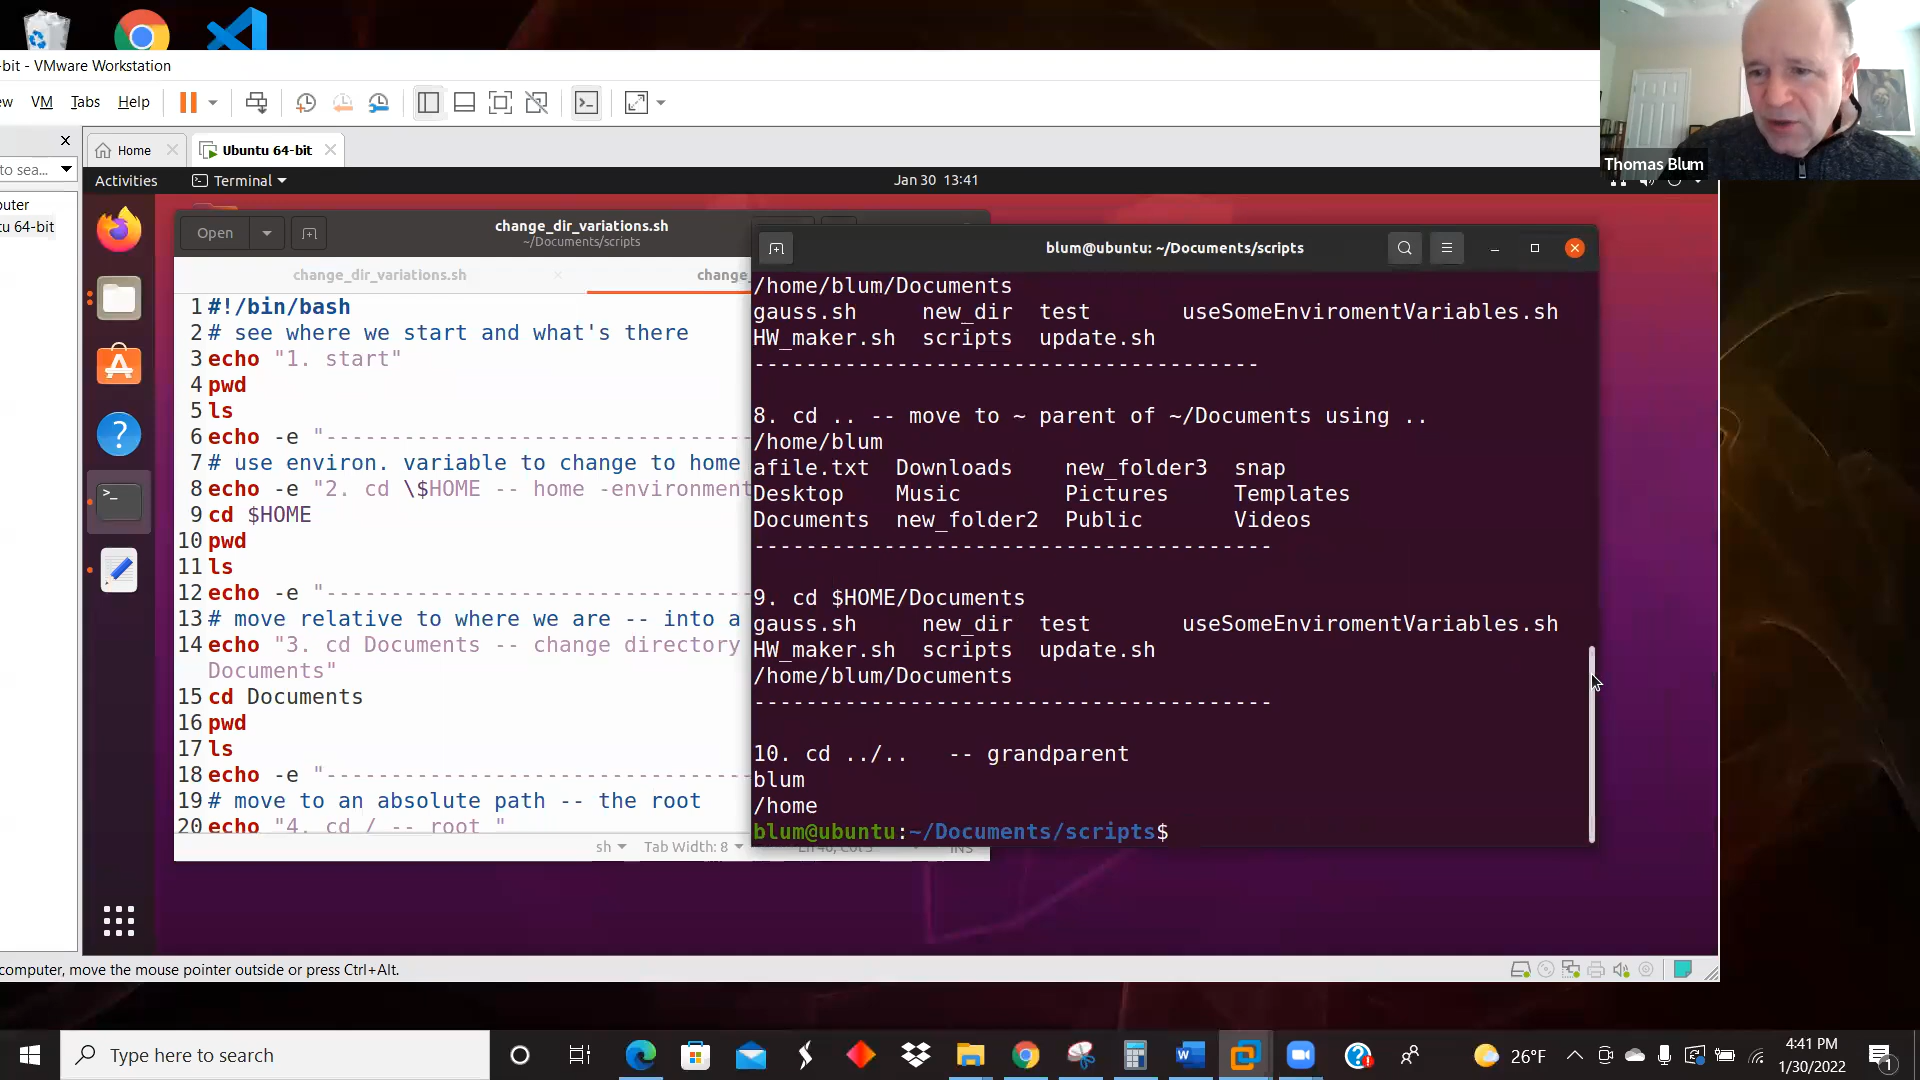 -bit - VMware Workstation
ew VM Tabs Help
Home
Ubuntu 64-bit
to sea...
Thomas Blum
Activities
Terminal
Jan 30 13:41
puter
tu 64-bit
Open
change_dir_variations.sh
~/Documents/scripts
change_dir_variations.sh
change_
1 #!/bin/bash
2 # see where we start and what's there
3 echo "1. start"
4 pwd
5 ls
6 echo -e "---------------------------------
7 # use environ. variable to change to home
8 echo -e "2. cd \$HOME -- home -environment
9 cd $HOME
10 pwd
11 ls
12 echo -e "---------------------------------
13 # move relative to where we are -- into a
14 echo "3. cd Documents -- change directory
Documents"
15 cd Documents
16 pwd
17 ls
18 echo -e "---------------------------------
19 # move to an absolute path -- the root
20 echo "4. cd / -- root "
sh Tab Width: 8 INS
blum@ubuntu: ~/Documents/scripts
/home/blum/Documents
gauss.sh new_dir test useSomeEnviromentVariables.sh
HW_maker.sh scripts update.sh
---------------------------------------
8. cd .. -- move to ~ parent of ~/Documents using ..
/home/blum
afile.txt Downloads new_folder3 snap
Desktop Music Pictures Templates
Documents new_folder2 Public Videos
----------------------------------------
9. cd $HOME/Documents
gauss.sh new_dir test useSomeEnviromentVariables.sh
HW_maker.sh scripts update.sh
/home/blum/Documents
----------------------------------------
10. cd ../.. -- grandparent
blum
/home
blum@ubuntu:~/Documents/scripts$
computer, move the mouse pointer outside or press Ctrl+Alt.
Type here to search
26°F
4:41 PM
1/30/2022
1